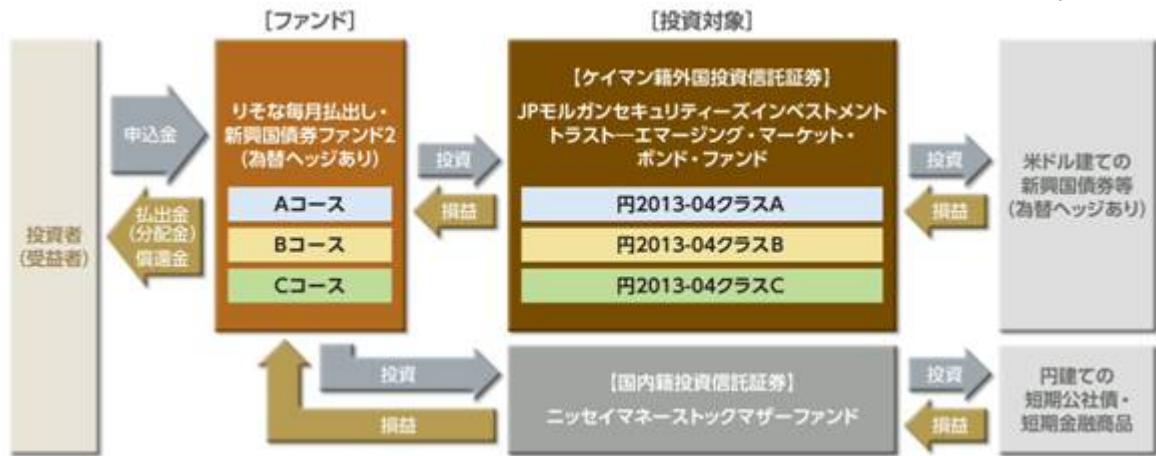 [ファンド]
[投資対象]
投資者
(受益者)
申込金
払出金
(分配金)
償還金
りそな毎月払出し・
新興国債券ファンド2
(為替ヘッジあり)
Aコース
Bコース
Cコース
投資
損益
【ケイマン籍外国投資信託証券】
JPモルガンセキュリティーズインベストメント
トラスト―エマージング・マーケット・
ボンド・ファンド
円2013-04クラスA
円2013-04クラスB
円2013-04クラスC
投資
損益
米ドル建ての
新興国債券等
(為替ヘッジあり)
投資
損益
【国内籍投資信託証券】
ニッセイマネーストックマザーファンド
投資
損益
円建ての
短期公社債・
短期金融商品